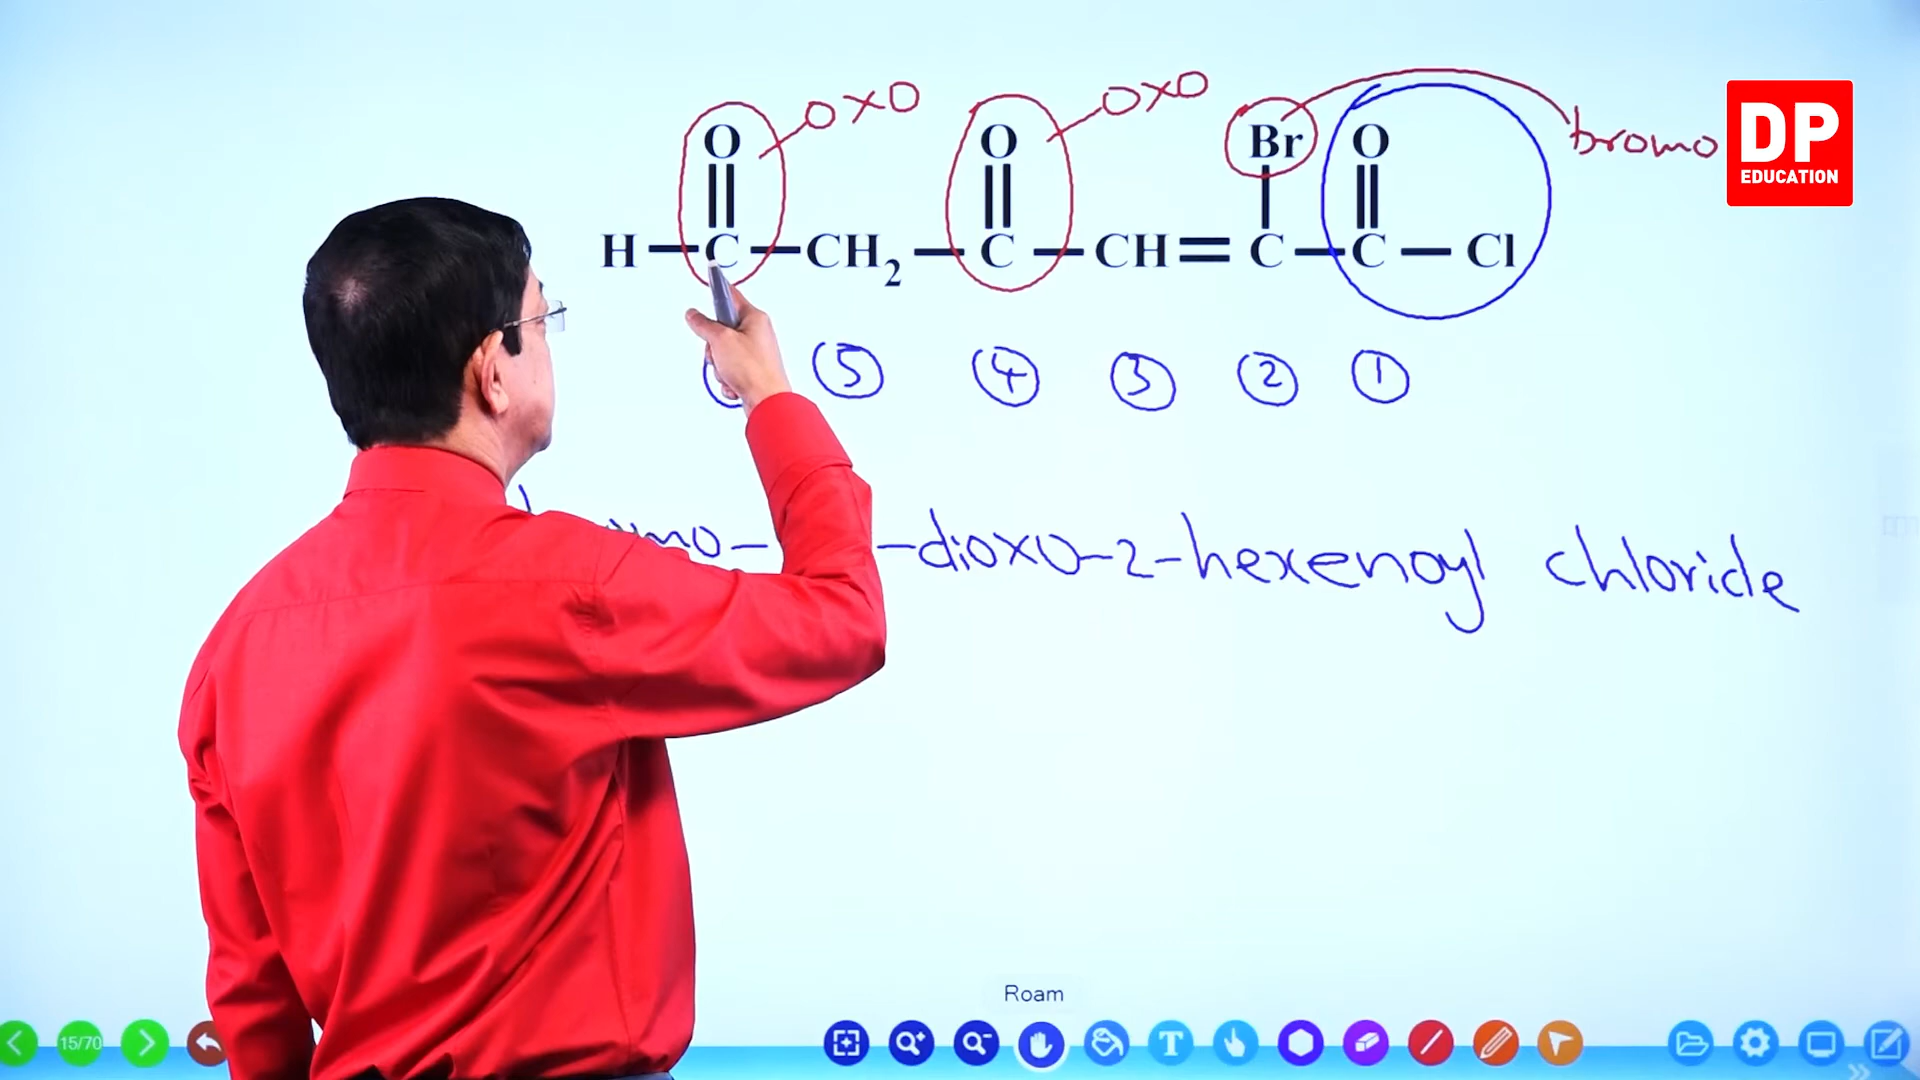 OXO OXO bromo
O O Br O
H C CH2 C CH C C Cl
⑤ ④ ③ ② ①
mo- -dioxo-2-hexenoyl chloride
DP
EDUCATION
Roam
15/70
T